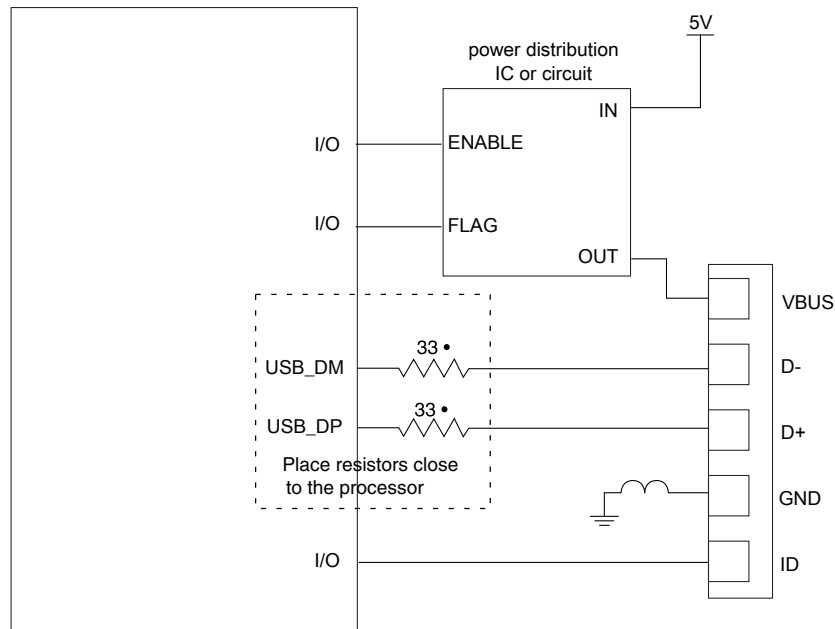 5V
power distribution
IC or circuit
IN
I/O
ENABLE
I/O
FLAG
OUT
VBUS
33 •
USB_DM
D-
33 •
USB_DP
D+
Place resistors close
to the processor
GND
I/O
ID